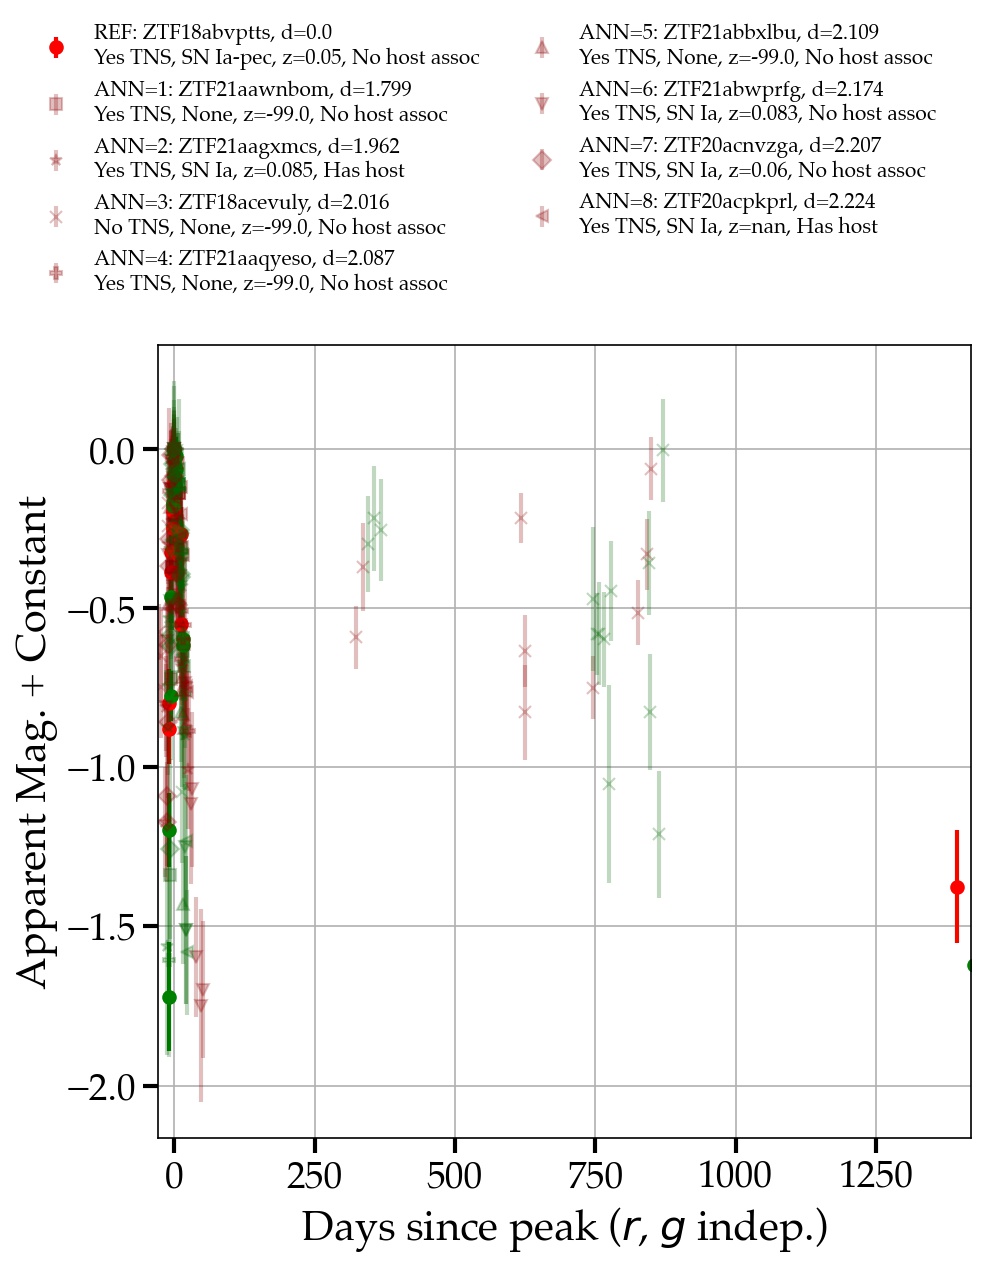 REF: ZTF18abvptts, d=0.0
Yes TNS, SN Ia-pec, z=0.05, No host assoc
ANN=1: ZTF21aawnbom, d=1.799
Yes TNS, None, z=-99.0, No host assoc
ANN=2: ZTF21aagxmcs, d=1.962
Yes TNS, SN Ia, z=0.085, Has host
ANN=3: ZTF18acevuly, d=2.016
No TNS, None, z=-99.0, No host assoc
ANN=4: ZTF21aaqyeso, d=2.087
Yes TNS, None, z=-99.0, No host assoc
ANN=5: ZTF21abbxlbu, d=2.109
Yes TNS, None, z=-99.0, No host assoc
ANN=6: ZTF21abwprfg, d=2.174
Yes TNS, SN Ia, z=0.083, No host assoc
ANN=7: ZTF20acnvzga, d=2.207
Yes TNS, SN Ia, z=0.06, No host assoc
ANN=8: ZTF20acpkprl, d=2.224
Yes TNS, SN Ia, z=nan, Has host
Apparent Mag. + Constant
0.0
−0.5
−1.0
−1.5
−2.0
0 250 500 750 1000 1250
Days since peak (r, g indep.)